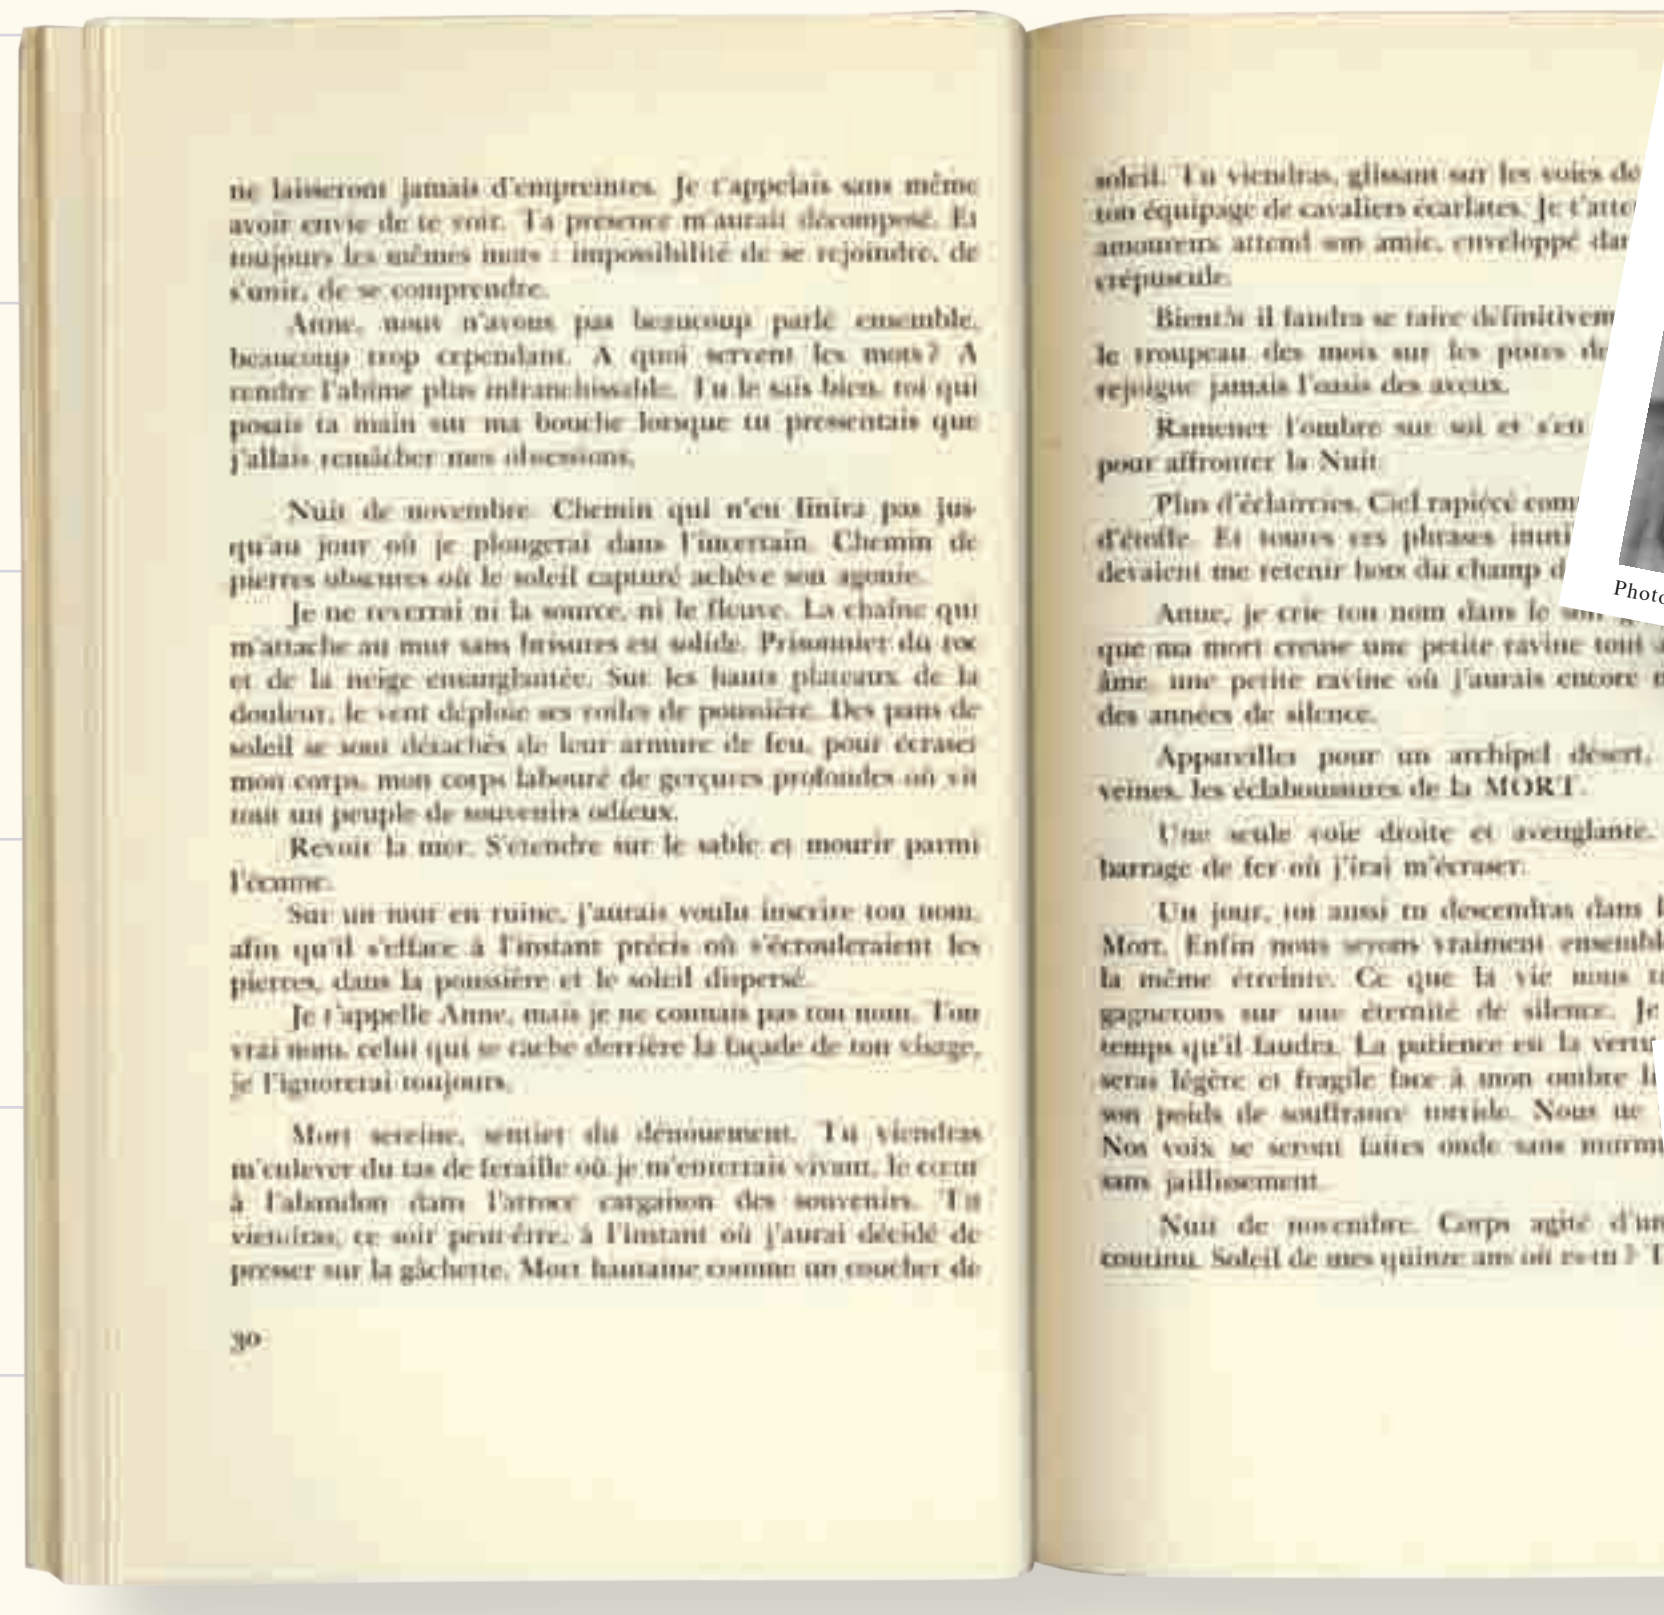 ne laisseront jamais d'empreintes. Je t'appelais sans même
avoir envie de te voir. Ta présence m'aurait décomposé. Et
toujours les mêmes mots : impossibilité de se rejoindre, de
s'unir, de se comprendre.
Anne, nous n'avons pas beaucoup parlé ensemble,
beaucoup trop cependant. A quoi servent les mots? A
rendre l'abîme plus infranchissable. Tu le sais bien, toi qui
posais ta main sur ma bouche lorsque tu pressentais que
j'allais remâcher mes obsessions.
Nuit de novembre. Chemin qui n'en finira pas jus-
qu'au jour où je plongerai dans l'incertain. Chemin de
pierres obscures où le soleil capturé achève son agonie.
Je ne reverrai ni la source, ni le fleuve. La chaîne qui
m'attache au mur sans brisures est solide. Prisonnier du roc
et de la neige ensanglantée. Sur les hauts plateaux de la
douleur, le vent déploie ses voiles de poussière. Des pans de
soleil se sont détachés de leur armure de feu, pour écraser
mon corps, mon corps labouré de gerçures profondes où vit
tout un peuple de souvenirs odieux.
Revoir la mer. S'étendre sur le sable et mourir parmi
l'écume.
Sur un mur en ruine, j'aurais voulu inscrire ton nom,
afin qu'il s'efface à l'instant précis où s'écrouleraient les
pierres, dans la poussière et le soleil dispersé.
Je t'appelle Anne, mais je ne connais pas ton nom. Ton
vrai nom, celui qui se cache derrière la façade de ton visage,
je l'ignorerai toujours.
Mort sereine, sentier du dénouement. Tu viendras
m'enlever du tas de feraille où je m'enterrais vivant, le cœur
à l'abandon dans l'atroce cargaison des souvenirs. Tu
viendras, ce soir peut-être, à l'instant où j'aurai décidé de
presser sur la gâchette. Mort hautaine comme un coucher de
30
soleil. Tu viendras, glissant sur les voies de
ton équipage de cavaliers écarlates. Je
amoureux attend son amie, enveloppé
crépuscule.
Bientôt il faudra se taire
le troupeau des mots sur les pistes
rejoigne jamais l'oasis des aveux.
Ramener l'ombre sur soi et s'en
pour affronter la Nuit.
Plus d'éclaircies. Ciel rapiécé
d'étoile. Et toutes ces phrases
devaient me retenir hors du champ
Anne, je crie ton nom dans le
que ma mort creuse une petite ravine tout
âme, une petite ravine où j'aurais encore
des années de silence.
Appareiller pour un archipel désert,
veines, les éclaboussures de la MORT.
Une seule voie droite et aveuglante.
barrage de fer où j'irai m'écraser.
Un jour, toi aussi tu descendras dans
Mort. Enfin nous serons vraiment
la même étreinte. Ce que la vie nous
gagnerons sur une éternité de silence. Je
temps qu'il faudra. La patience est la
seras légère et fragile face à mon ombre
son poids de souffrance torride. Nous ne
Nos voix se seront faites onde sans
sans jaillissement.
Nuit de novembre. Corps agité
continu. Soleil de mes quinze ans où es-tu ?